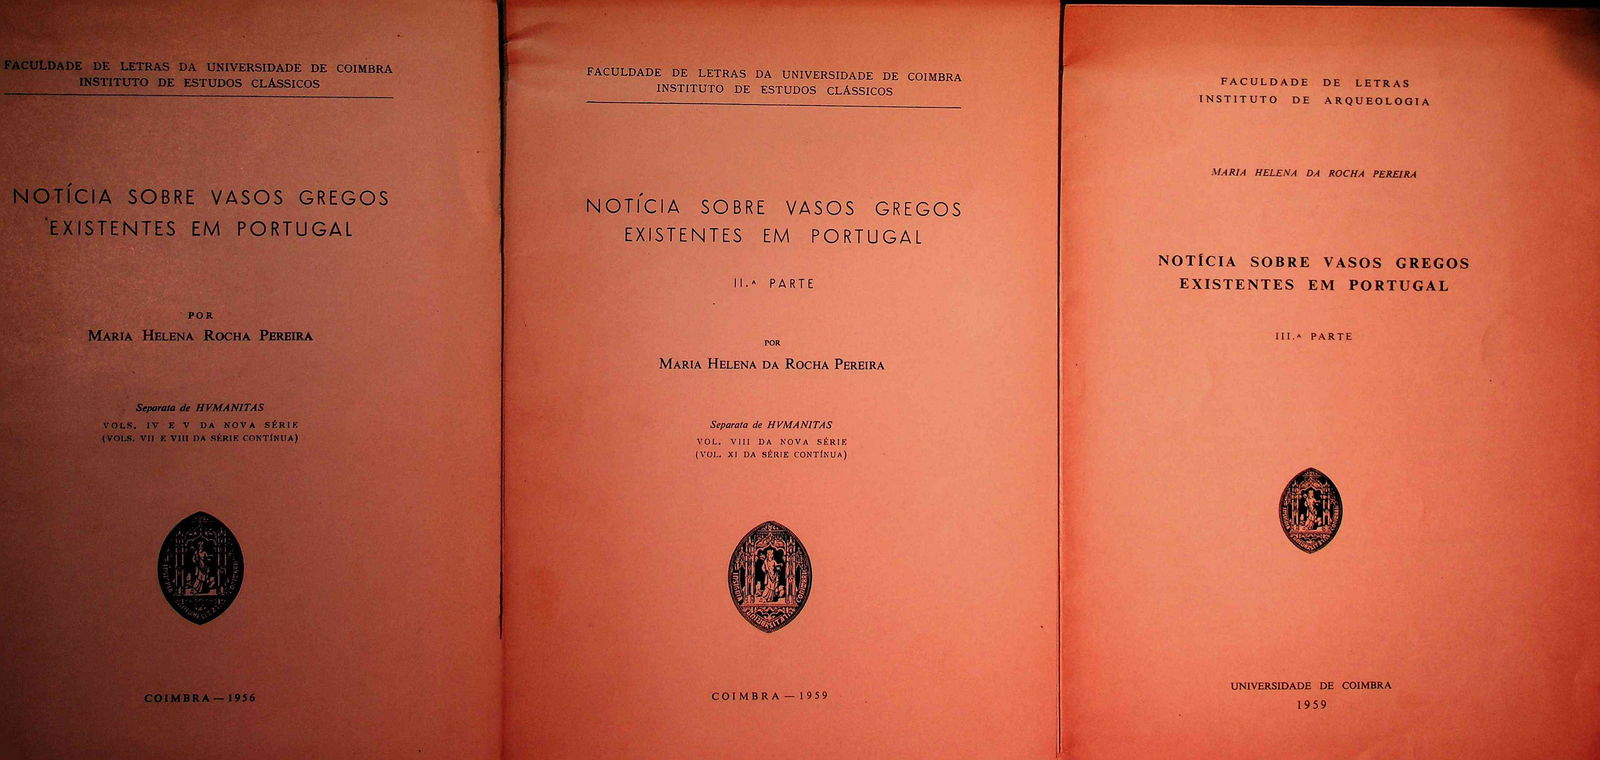 FACULDADE DE LETRAS DA UNIVERSIDADE DE COIMBRA
INSTITUTO DE ESTUDOS CLÁSSICOS
NOTÍCIA SOBRE VASOS GREGOS
EXISTENTES EM PORTUGAL
POR
MARIA HELENA ROCHA PEREIRA
Separata de HVMANITAS
VOLS. IV E V DA NOVA SÉRIE
(VOLS. VII E VIII DA SÉRIE CONTÍNUA)
COIMBRA — 1956
FACULDADE DE LETRAS DA UNIVERSIDADE DE COIMBRA
INSTITUTO DE ESTUDOS CLÁSSICOS
NOTÍCIA SOBRE VASOS GREGOS
EXISTENTES EM PORTUGAL
II.ᴬ PARTE
POR
MARIA HELENA DA ROCHA PEREIRA
Separata de HVMANITAS
VOL. VIII DA NOVA SÉRIE
(VOL. XI DA SÉRIE CONTÍNUA)
COIMBRA — 1959
FACULDADE DE LETRAS
INSTITUTO DE ARQUEOLOGIA
MARIA HELENA DA ROCHA PEREIRA
NOTÍCIA SOBRE VASOS GREGOS
EXISTENTES EM PORTUGAL
III.ᴬ PARTE
UNIVERSIDADE DE COIMBRA
1959